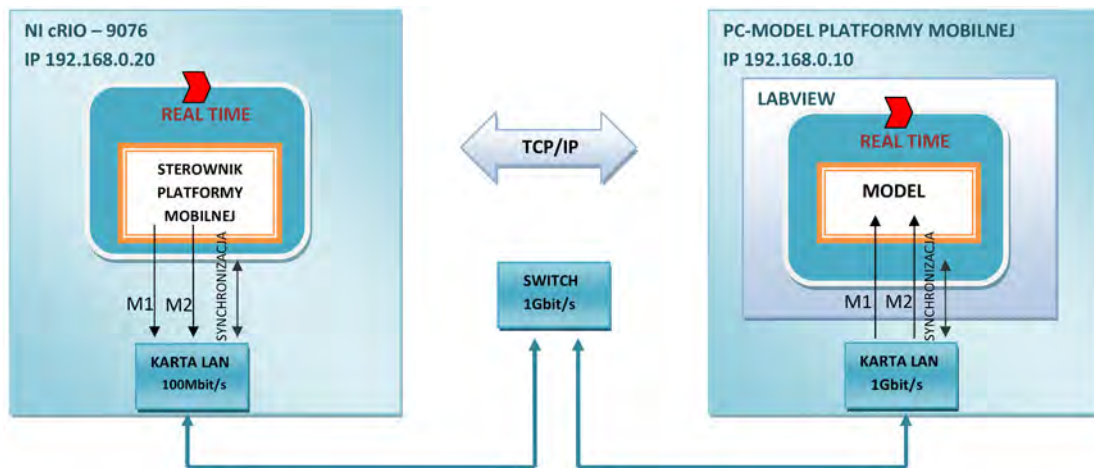 NI cRIO – 9076
IP 192.168.0.20
REAL TIME
STEROWNIK
PLATFORMY
MOBILNEJ
M1
M2
SYNCHRONIZACJA
KARTA LAN
100Mbit/s
TCP/IP
SWITCH
1Gbit/s
PC-MODEL PLATFORMY MOBILNEJ
IP 192.168.0.10
LABVIEW
REAL TIME
MODEL
M1
M2
SYNCHRONIZACJA
KARTA LAN
1Gbit/s